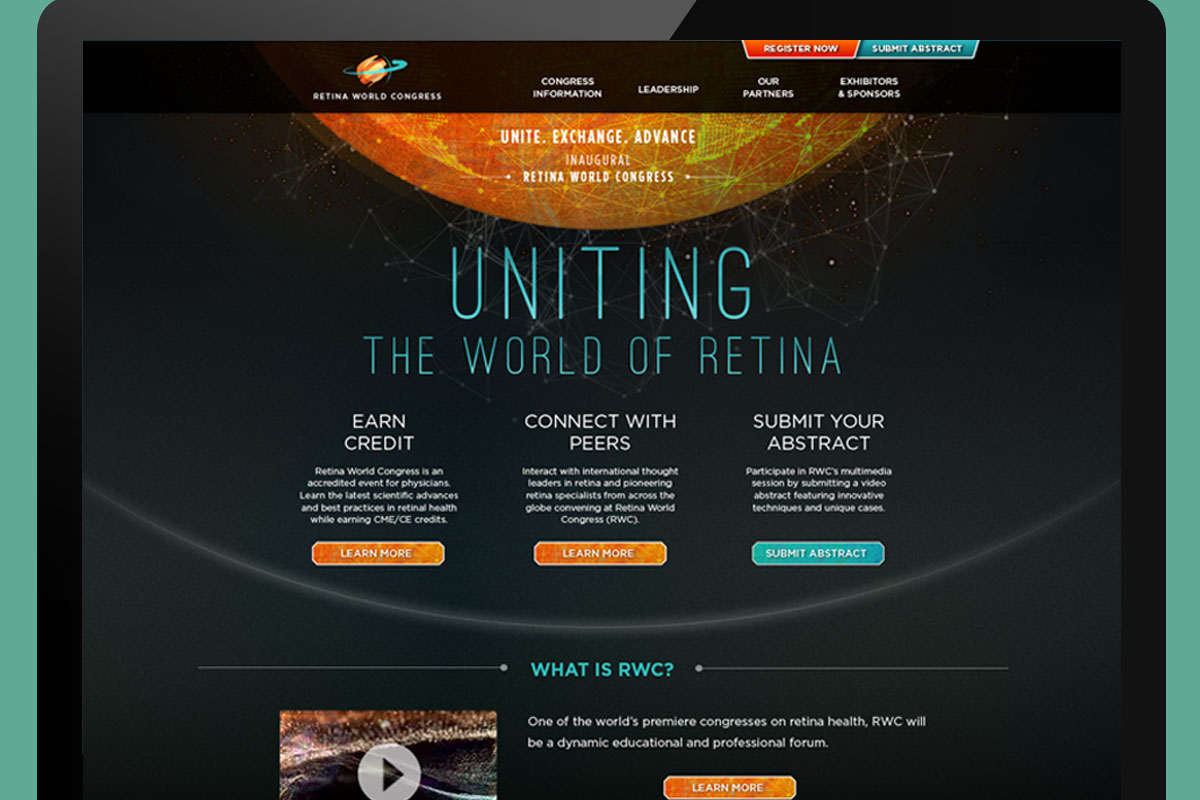 REGISTER NOW
SUBMIT ABSTRACT
RETINA WORLD CONGRESS
CONGRESS
INFORMATION
LEADERSHIP
OUR
PARTNERS
EXHIBITORS
& SPONSORS
UNITE. EXCHANGE. ADVANCE
INAUGURAL
RETINA WORLD CONGRESS
UNITING
THE WORLD OF RETINA
EARN
CREDIT
Retina World Congress is an
accredited event for physicians.
Learn the latest scientific advances
and best practices in retinal health
while earning CME/CE credits.
LEARN MORE
CONNECT WITH
PEERS
Interact with international thought
leaders in retina and pioneering
retina specialists from across the
globe convening at Retina World
Congress (RWC).
LEARN MORE
SUBMIT YOUR
ABSTRACT
Participate in RWC's multimedia
session by submitting a video
abstract featuring innovative
techniques and unique cases.
SUBMIT ABSTRACT
WHAT IS RWC?
One of the world's premiere congresses on retina health, RWC will
be a dynamic educational and professional forum.
LEARN MORE